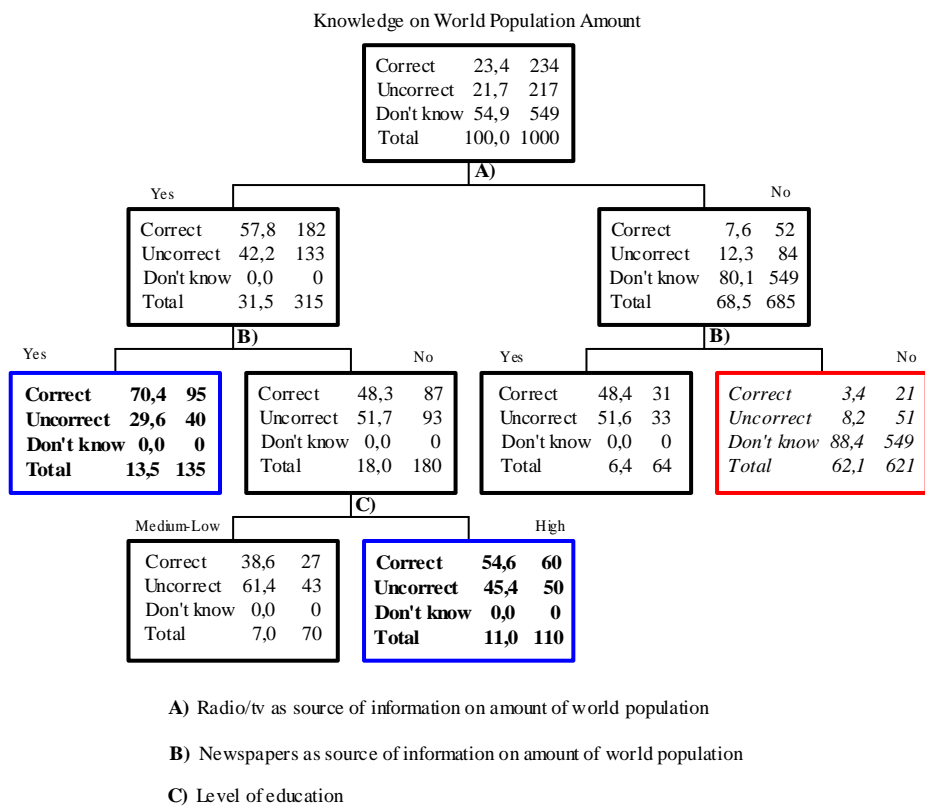 Knowledge on World Population Amount
Correct 23,4 234
Uncorrect 21,7 217
Don't know 54,9 549
Total 100,0 1000
A)
Yes
No
Correct 57,8 182
Uncorrect 42,2 133
Don't know 0,0 0
Total 31,5 315
Correct 7,6 52
Uncorrect 12,3 84
Don't know 80,1 549
Total 68,5 685
B)
B)
Yes
No
Yes
No
Correct 70,4 95
Uncorrect 29,6 40
Don't know 0,0 0
Total 13,5 135
Correct 48,3 87
Uncorrect 51,7 93
Don't know 0,0 0
Total 18,0 180
Correct 48,4 31
Uncorrect 51,6 33
Don't know 0,0 0
Total 6,4 64
Correct 3,4 21
Uncorrect 8,2 51
Don't know 88,4 549
Total 62,1 621
C)
Medium-Low
High
Correct 38,6 27
Uncorrect 61,4 43
Don't know 0,0 0
Total 7,0 70
Correct 54,6 60
Uncorrect 45,4 50
Don't know 0,0 0
Total 11,0 110
A) Radio/tv as source of information on amount of world population
B) Newspapers as source of information on amount of world population
C) Level of education